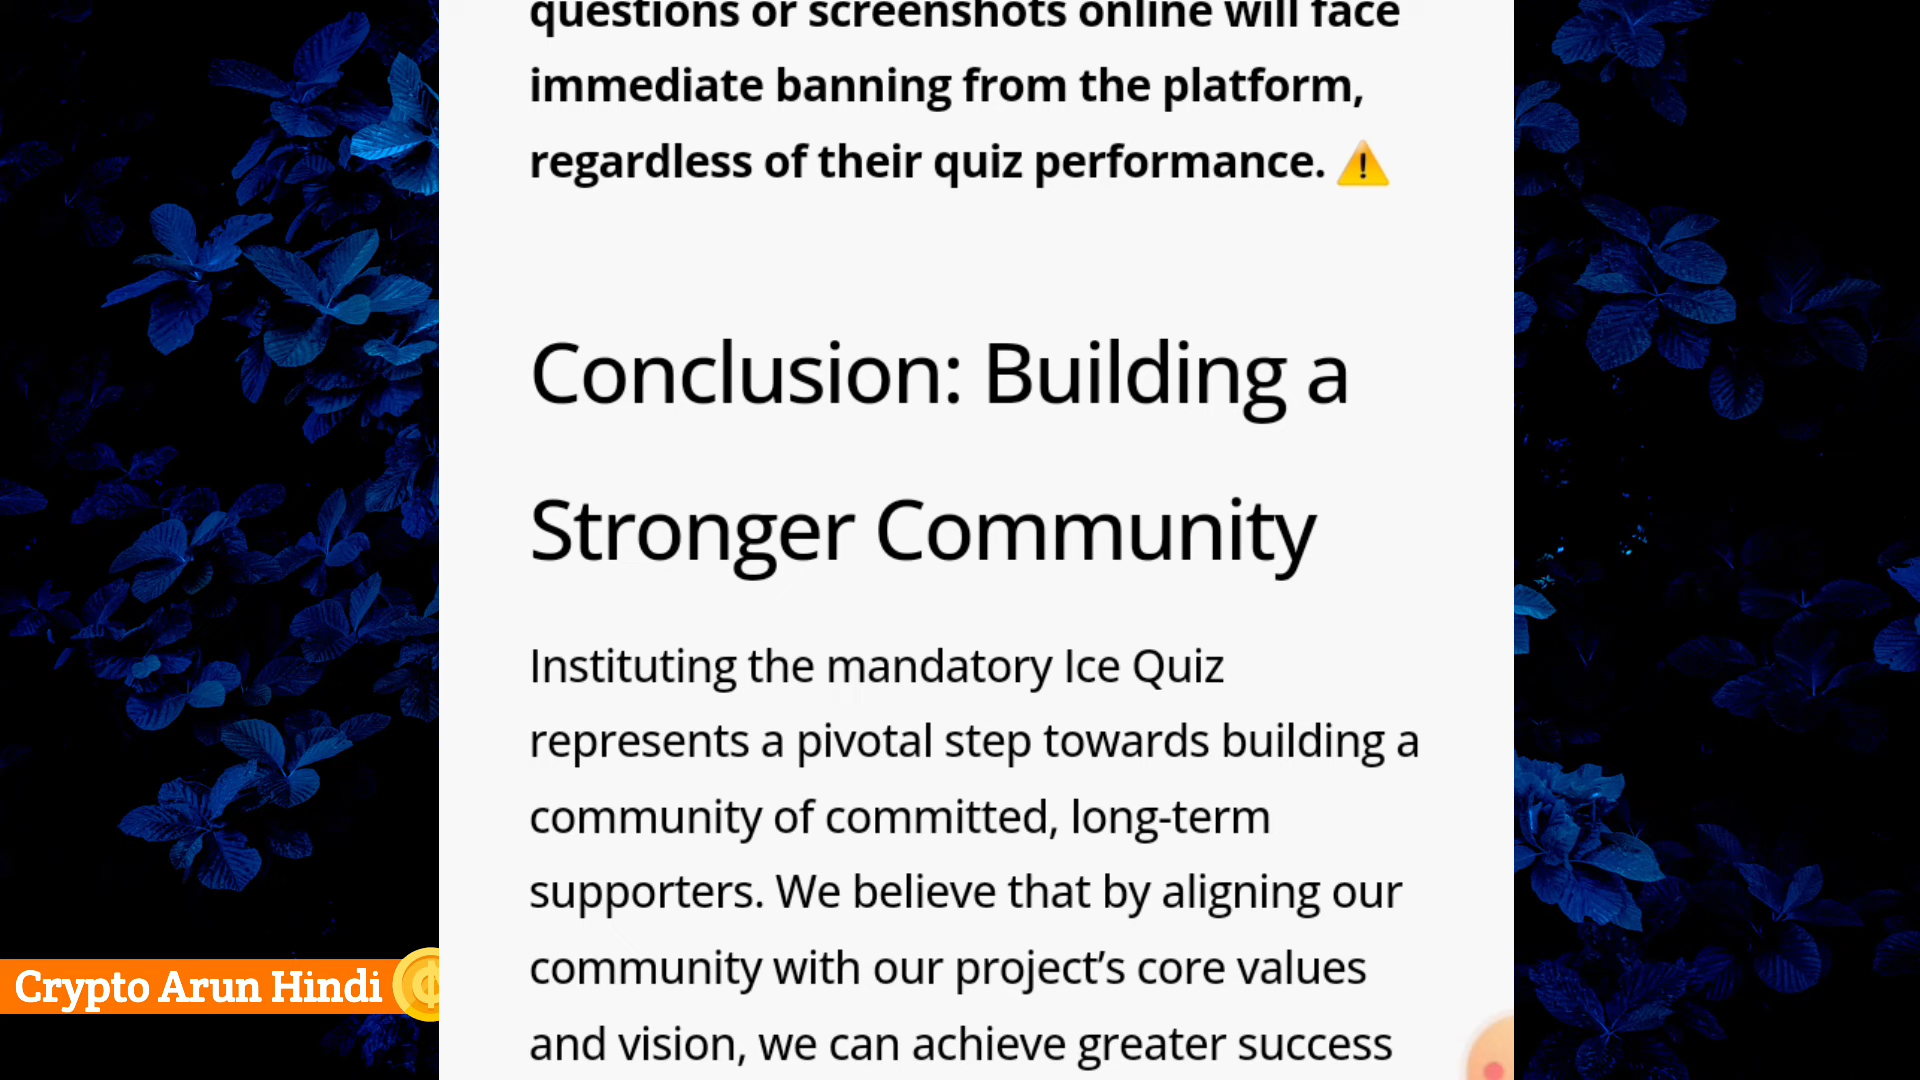 questions or screenshots online will face
immediate banning from the platform,
regardless of their quiz performance. ⚠️
Conclusion: Building a
Stronger Community
Instituting the mandatory Ice Quiz
represents a pivotal step towards building a
community of committed, long-term
supporters. We believe that by aligning our
community with our project’s core values
and vision, we can achieve greater success
Crypto Arun Hindi